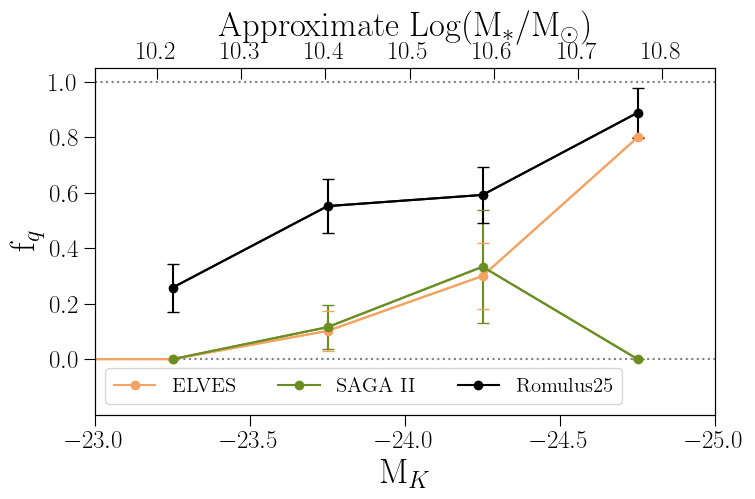 Approximate Log(M*/M☉)
10.2 10.3 10.4 10.5 10.6 10.7 10.8
1.0
0.8
0.6
0.4
0.2
0.0
f_q
ELVES SAGA II Romulus25
−23.0 −23.5 −24.0 −24.5 −25.0
M_K